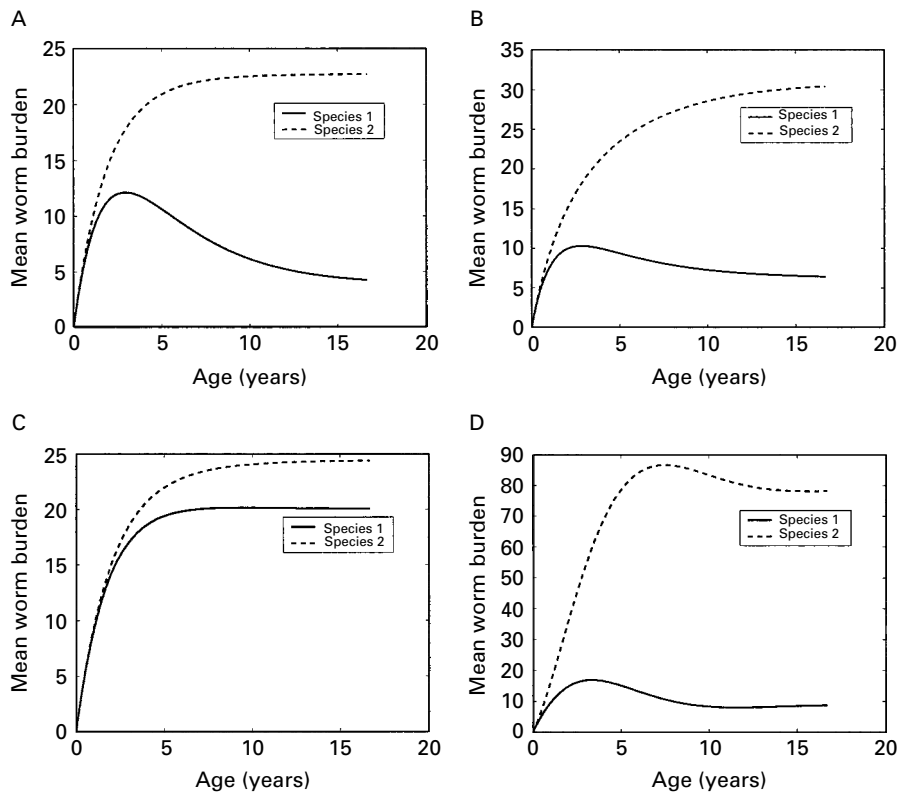 A
25
20
15
10
5
0
0 5 10 15 20
Mean worm burden
Age (years)
Species 1
Species 2
B
35
30
25
20
15
10
5
0
0 5 10 15 20
Mean worm burden
Age (years)
Species 1
Species 2
C
25
20
15
10
5
0
0 5 10 15 20
Mean worm burden
Age (years)
Species 1
Species 2
D
90
80
70
60
50
40
30
20
10
0
0 5 10 15 20
Mean worm burden
Age (years)
Species 1
Species 2